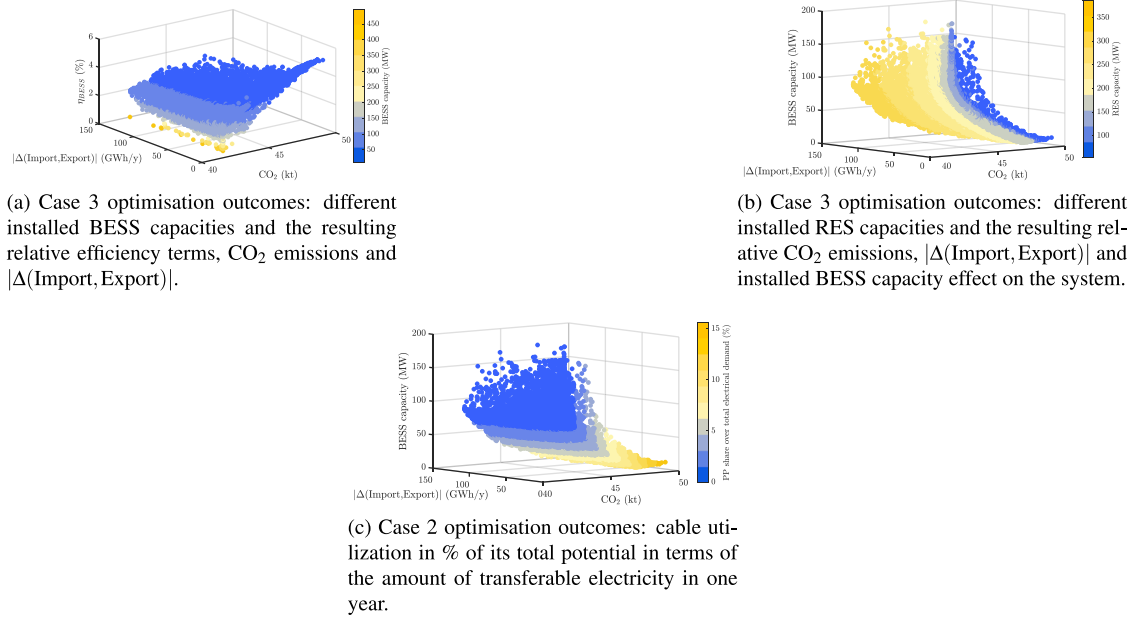 6
4
2
0
η_BESS (%)
150
100
50
0
|Δ(Import,Export)| (GWh/y)
40
45
50
CO₂ (kt)
450
400
350
300
250
200
150
100
50
BESS capacity (MW)
(a) Case 3 optimisation outcomes: different
installed BESS capacities and the resulting
relative efficiency terms, CO₂ emissions and
|Δ(Import,Export)|.
200
150
100
50
0
BESS capacity (MW)
150
100
50
0
|Δ(Import,Export)| (GWh/y)
40
45
50
CO₂ (kt)
350
300
250
200
150
100
RES capacity (MW)
(b) Case 3 optimisation outcomes: different
installed RES capacities and the resulting rel-
ative CO₂ emissions, |Δ(Import,Export)| and
installed BESS capacity effect on the system.
200
150
100
50
0
BESS capacity (MW)
150
100
50
0
|Δ(Import,Export)| (GWh/y)
40
45
50
CO₂ (kt)
15
10
5
0
PP share over total electrical demand (%)
(c) Case 2 optimisation outcomes: cable uti-
lization in % of its total potential in terms of
the amount of transferable electricity in one
year.